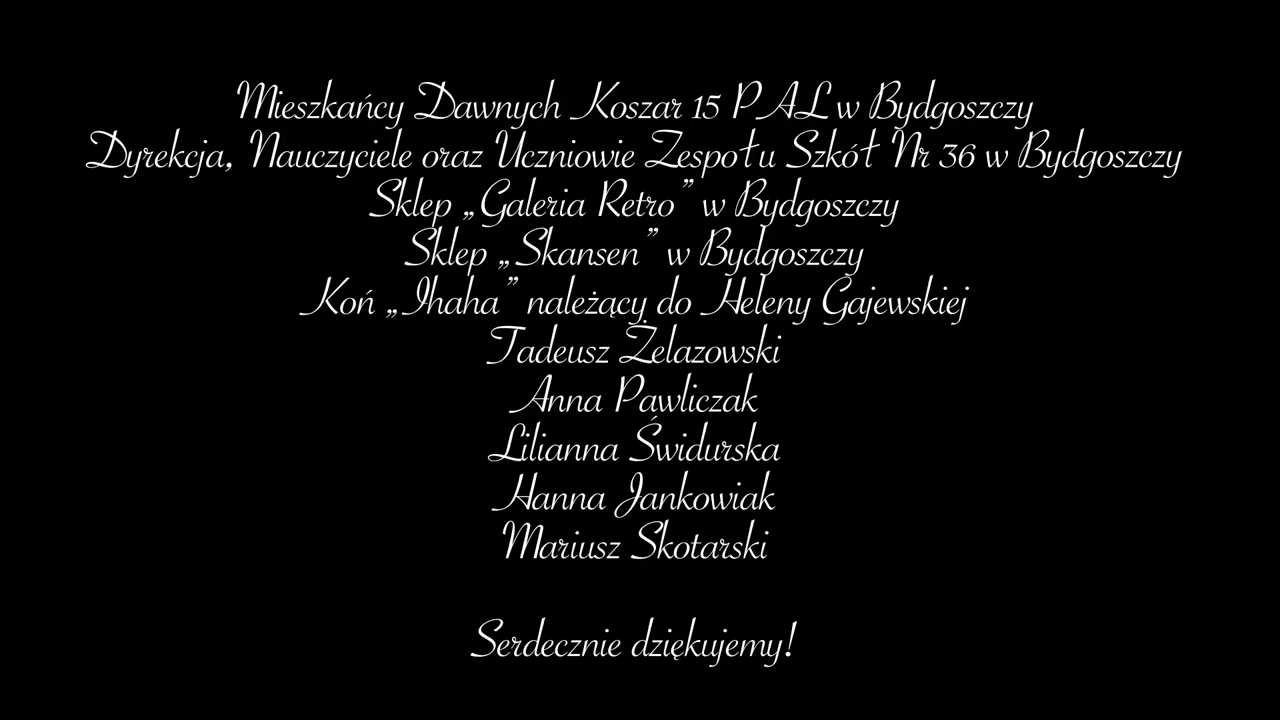 Mieszkańcy Dawnych Koszar 15 PAL w Bydgoszczy
Dyrekcja, Nauczyciele oraz Uczniowie Zespołu Szkół Nr 36 w Bydgoszczy
Sklep „Galeria Retro” w Bydgoszczy
Sklep „Skansen” w Bydgoszczy
Koń „Ihaha” należący do Heleny Gajewskiej
Tadeusz Żelazowski
Anna Pawliczak
Lilianna Świdurska
Hanna Jankowiak
Mariusz Skotarski
Serdecznie dziękujemy!